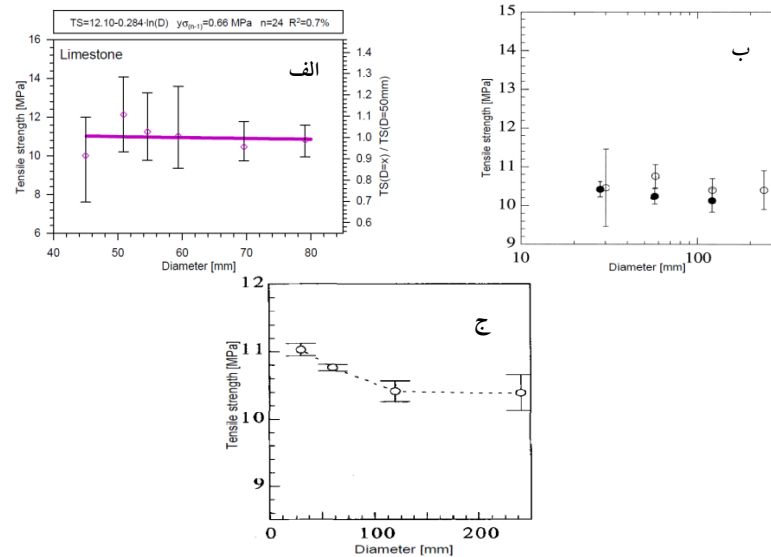 TS=12.10-0.284·ln(D) yσ(n-1)=0.66 MPa n=24 R²=0.7%
Limestone
الف
Tensile strength [MPa]
16
14
12
10
8
6
TS(D=x) / TS(D=50mm)
1.4
1.3
1.2
1.1
1.0
0.9
0.8
0.7
0.6
40 50 60 70 80 90
Diameter [mm]
ب
Tensile strength [MPa]
15
14
13
12
11
10
9
10 100
Diameter [mm]
ج
Tensile strength [MPa]
12
11
10
9
0 100 200
Diameter [mm]